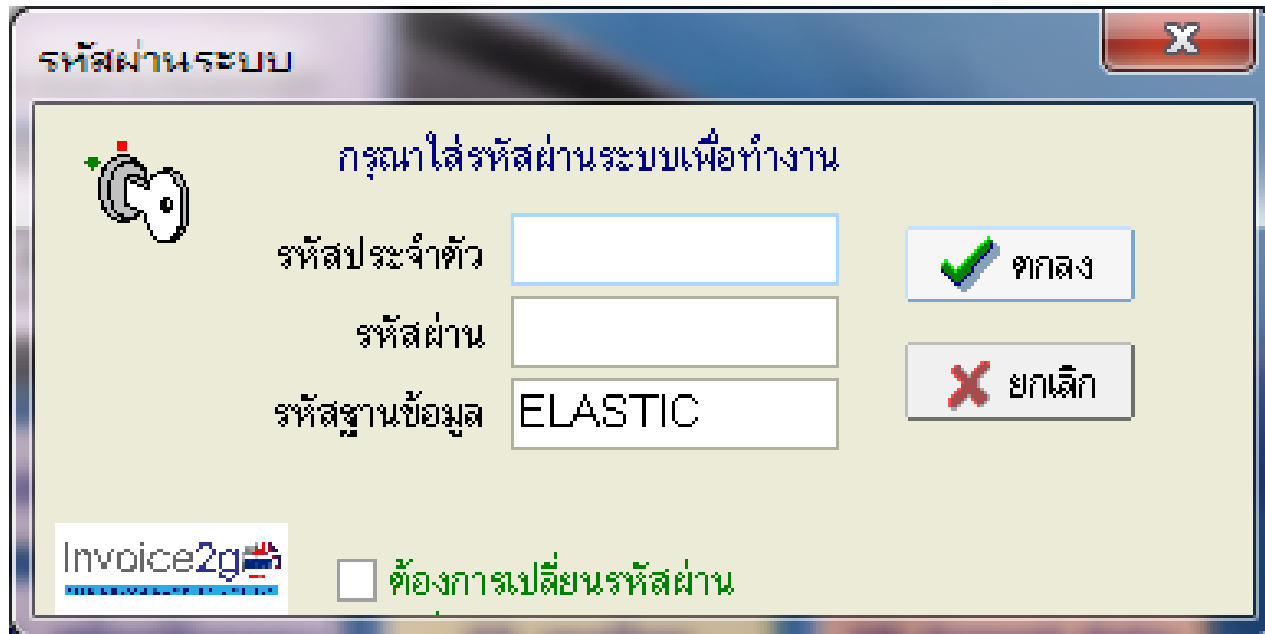 รหัสผ่านระบบ
กรุณาใส่รหัสผ่านระบบเพื่อทำงาน
รหัสประจำตัว
ตกลง
รหัสผ่าน
ยกเลิก
รหัสฐานข้อมูล ELASTIC
Invoice2g
ต้องการเปลี่ยนรหัสผ่าน